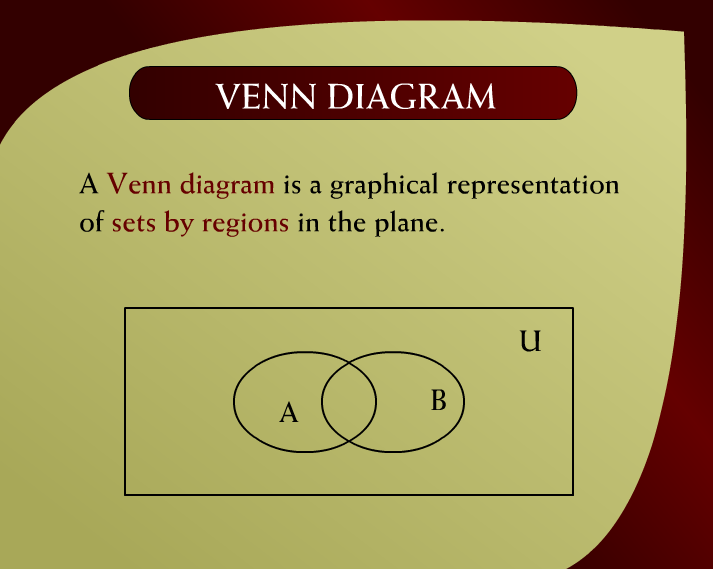 VENN DIAGRAM
A Venn diagram is a graphical representation
of sets by regions in the plane.
U
A
B